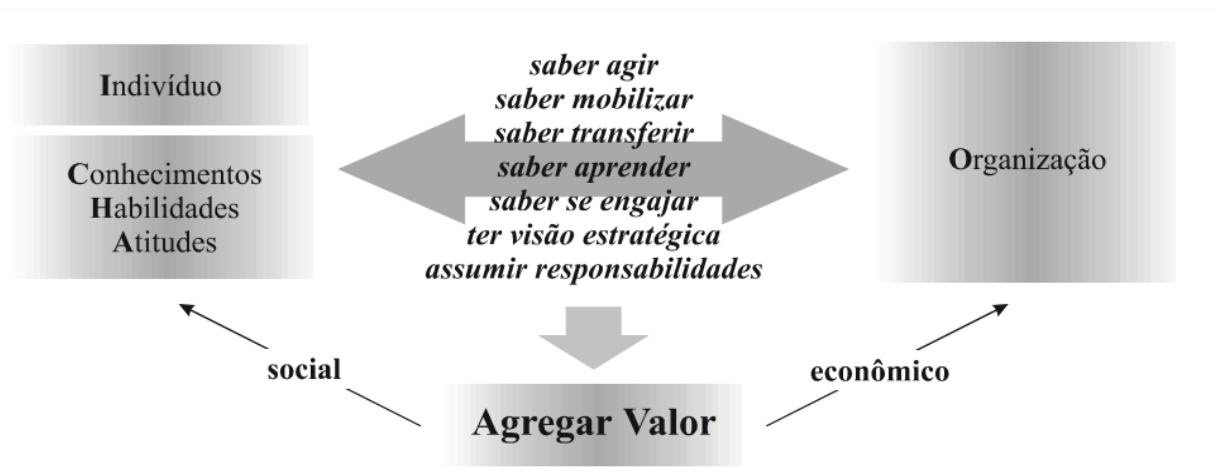 Indivíduo
Conhecimentos
Habilidades
Atitudes
saber agir
saber mobilizar
saber transferir
saber aprender
saber se engajar
ter visão estratégica
assumir responsabilidades
Organização
social
econômico
Agregar Valor